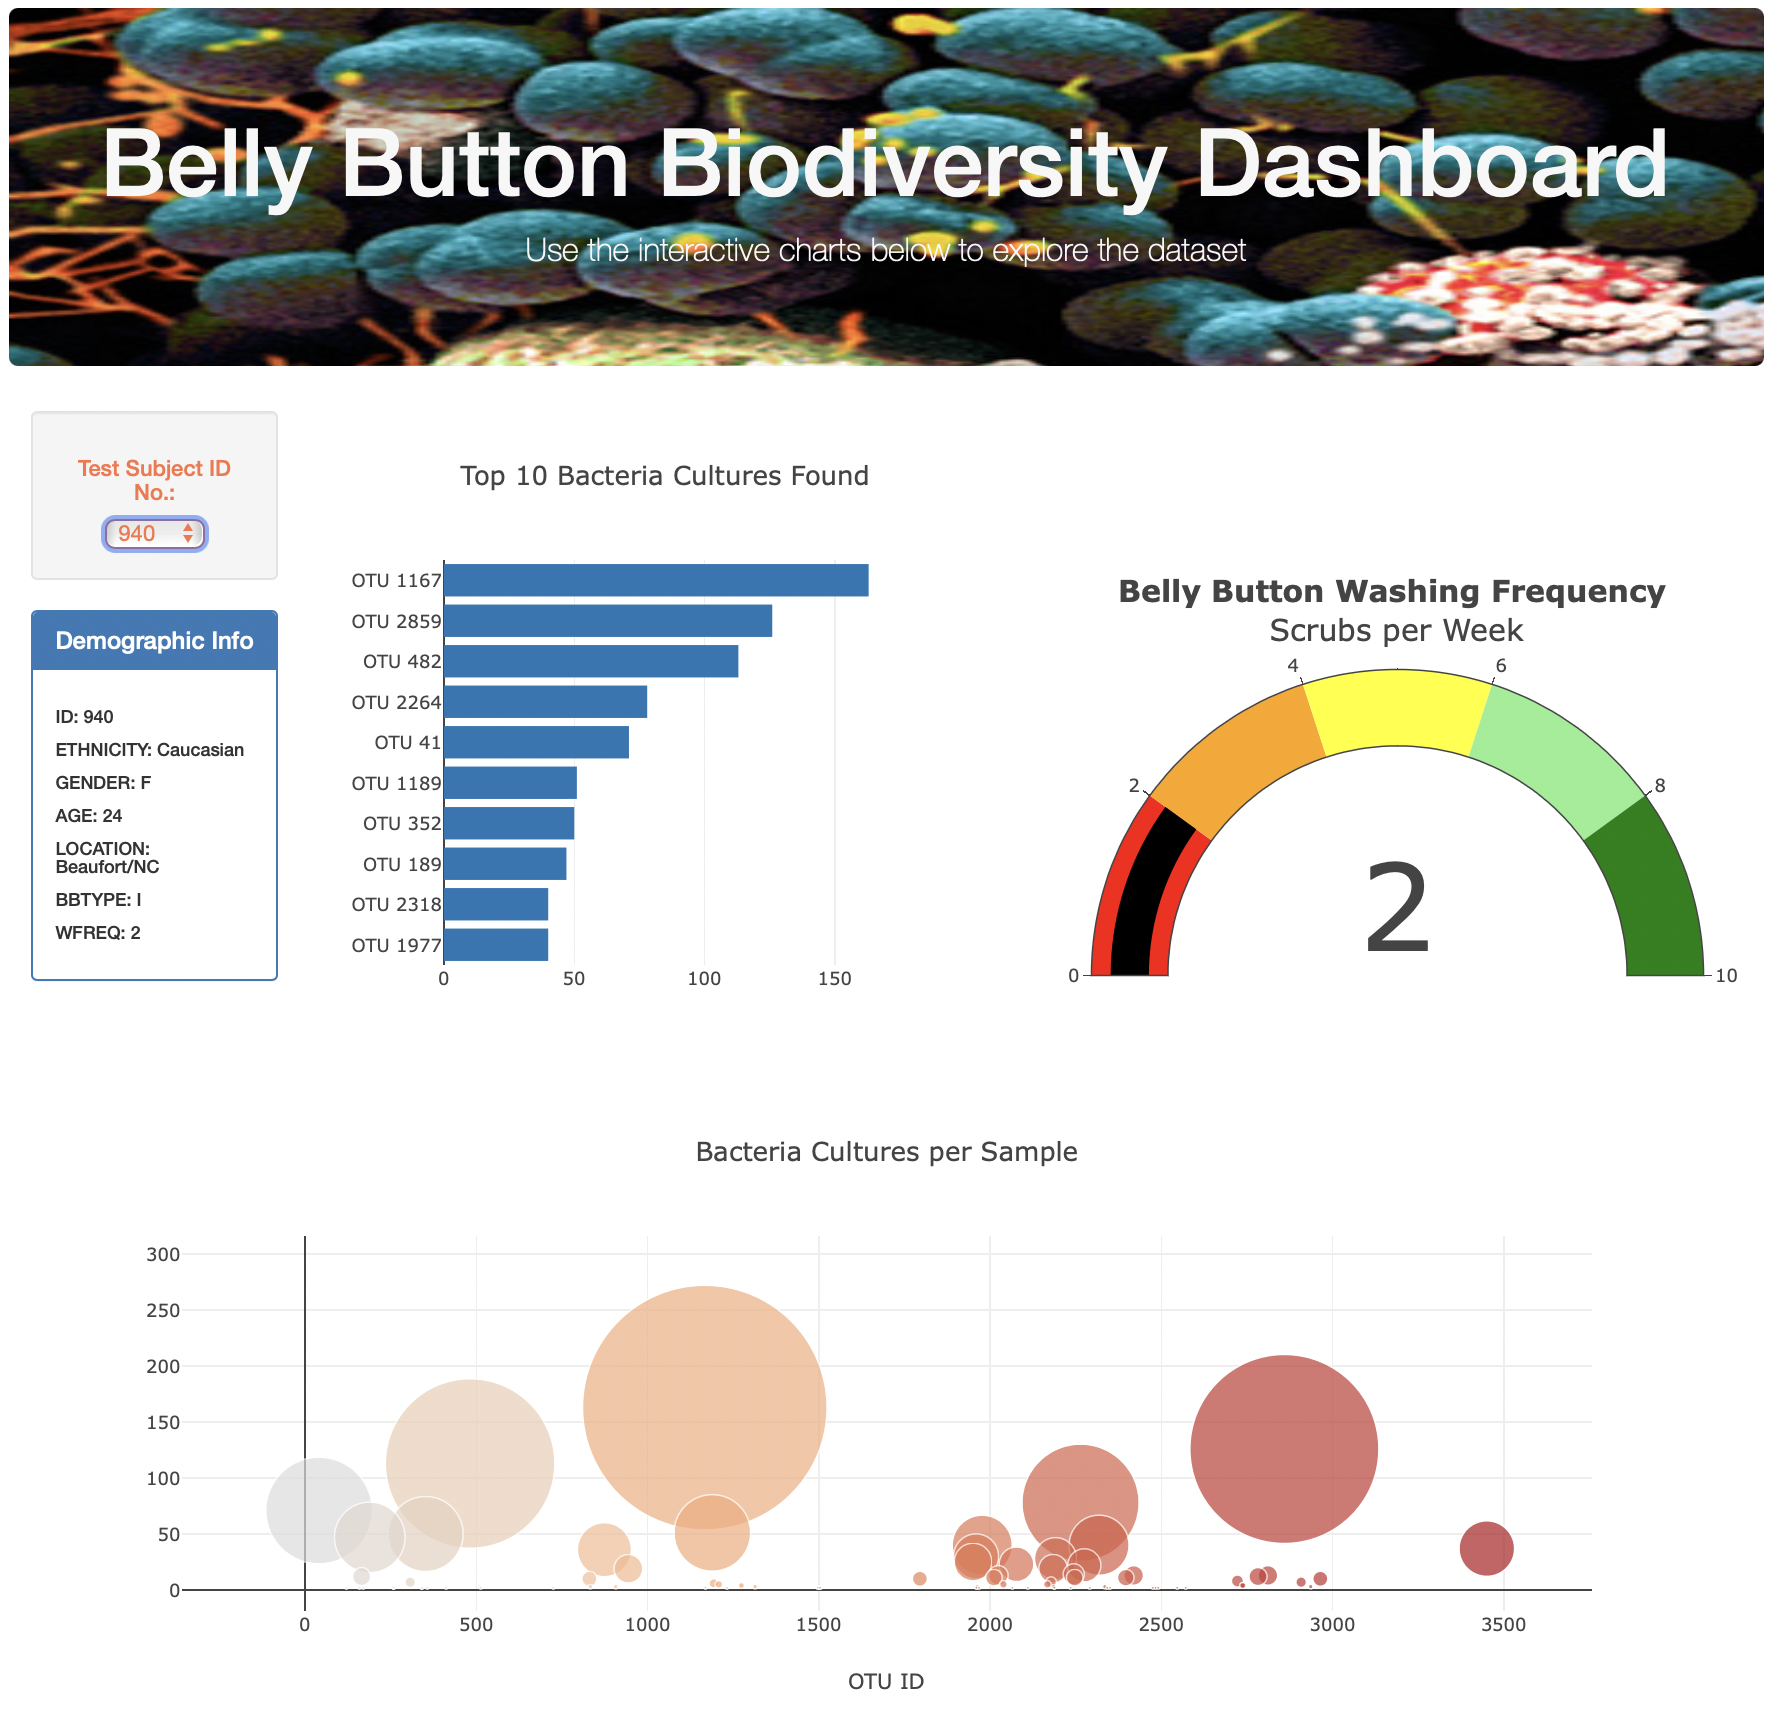 Belly Button Biodiversity Dashboard
Use the interactive charts below to explore the dataset
Test Subject ID
No.:
940
Demographic Info
ID: 940
ETHNICITY: Caucasian
GENDER: F
AGE: 24
LOCATION:
Beaufort/NC
BBTYPE: I
WFREQ: 2
Top 10 Bacteria Cultures Found
OTU 1167
OTU 2859
OTU 482
OTU 2264
OTU 41
OTU 1189
OTU 352
OTU 189
OTU 2318
OTU 1977
0 50 100 150
Belly Button Washing Frequency
Scrubs per Week
4 6
2 8
2
0 10
Bacteria Cultures per Sample
300
250
200
150
100
50
0
0 500 1000 1500 2000 2500 3000 3500
OTU ID